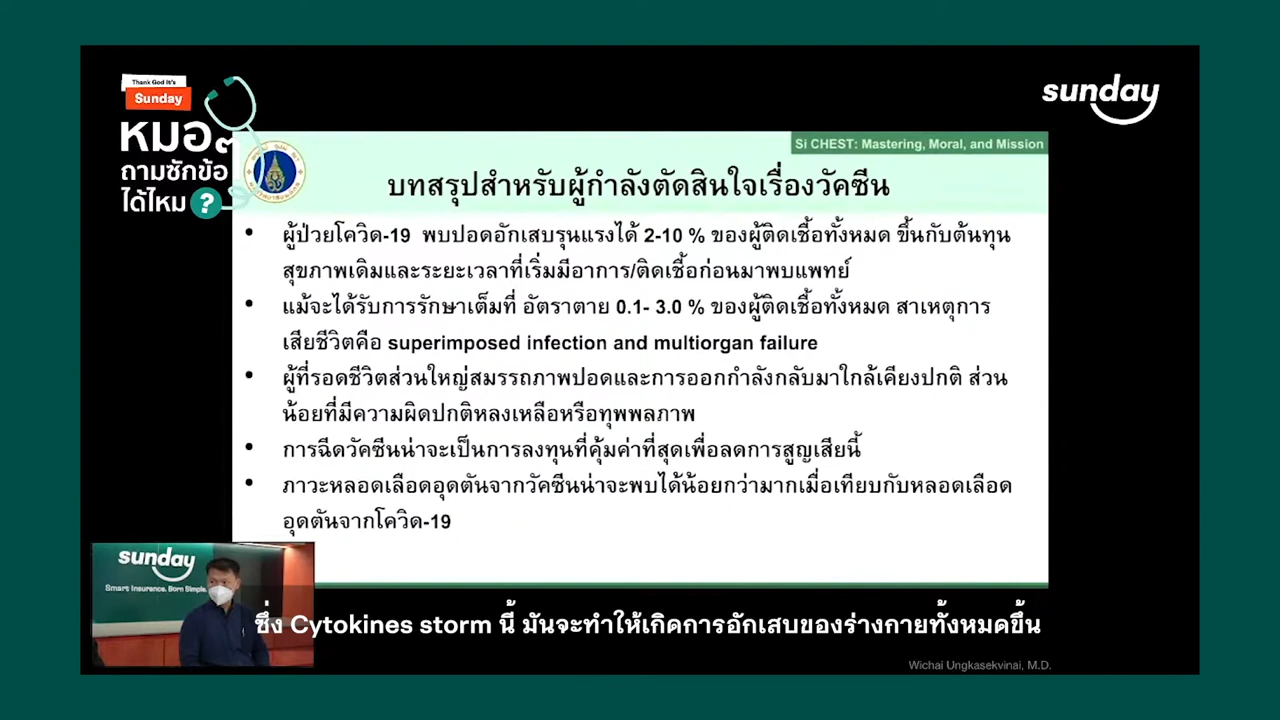 Thank God It's
Sunday
หมอๆ
ถามซักข้อ
ได้ไหม ?
sunday
Si CHEST: Mastering, Moral, and Mission
บทสรุปสำหรับผู้กำลังตัดสินใจเรื่องวัคซีน
• ผู้ป่วยโควิด-19 พบปอดอักเสบรุนแรงได้ 2-10 % ของผู้ติดเชื้อทั้งหมด ขึ้นกับต้นทุน
สุขภาพเดิมและระยะเวลาที่เริ่มมีอาการ/ติดเชื้อก่อนมาพบแพทย์
• แม้จะได้รับการรักษาเต็มที่ อัตราตาย 0.1- 3.0 % ของผู้ติดเชื้อทั้งหมด สาเหตุการ
เสียชีวิตคือ superimposed infection and multiorgan failure
• ผู้ที่รอดชีวิตส่วนใหญ่สมรรถภาพปอดและการออกกำลังกลับมาใกล้เคียงปกติ ส่วน
น้อยที่มีความผิดปกติหลงเหลือหรือทุพพลภาพ
• การฉีดวัคซีนน่าจะเป็นการลงทุนที่คุ้มค่าที่สุดเพื่อลดการสูญเสียนี้
• ภาวะหลอดเลือดอุดตันจากวัคซีนน่าจะพบได้น้อยกว่ามากเมื่อเทียบกับหลอดเลือด
อุดตันจากโควิด-19
sunday
Smart Insurance. Born Simple.
ซึ่ง Cytokines storm นี้ มันจะทำให้เกิดการอักเสบของร่างกายทั้งหมดขึ้น
Wichai Ungkasekvinai, M.D.